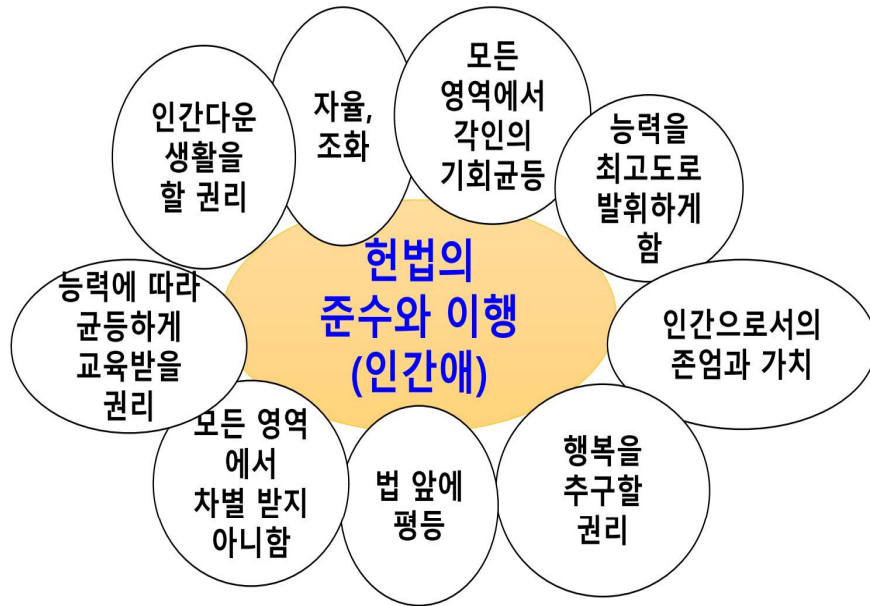 헌법의
준수와 이행
(인간애)
자율,
조화
모든
영역에서
각인의
기회균등
능력을
최고도로
발휘하게
함
인간으로서의
존엄과 가치
행복을
추구할
권리
법 앞에
평등
모든 영역
에서
차별 받지
아니함
능력에 따라
균등하게
교육받을
권리
인간다운
생활을
할 권리